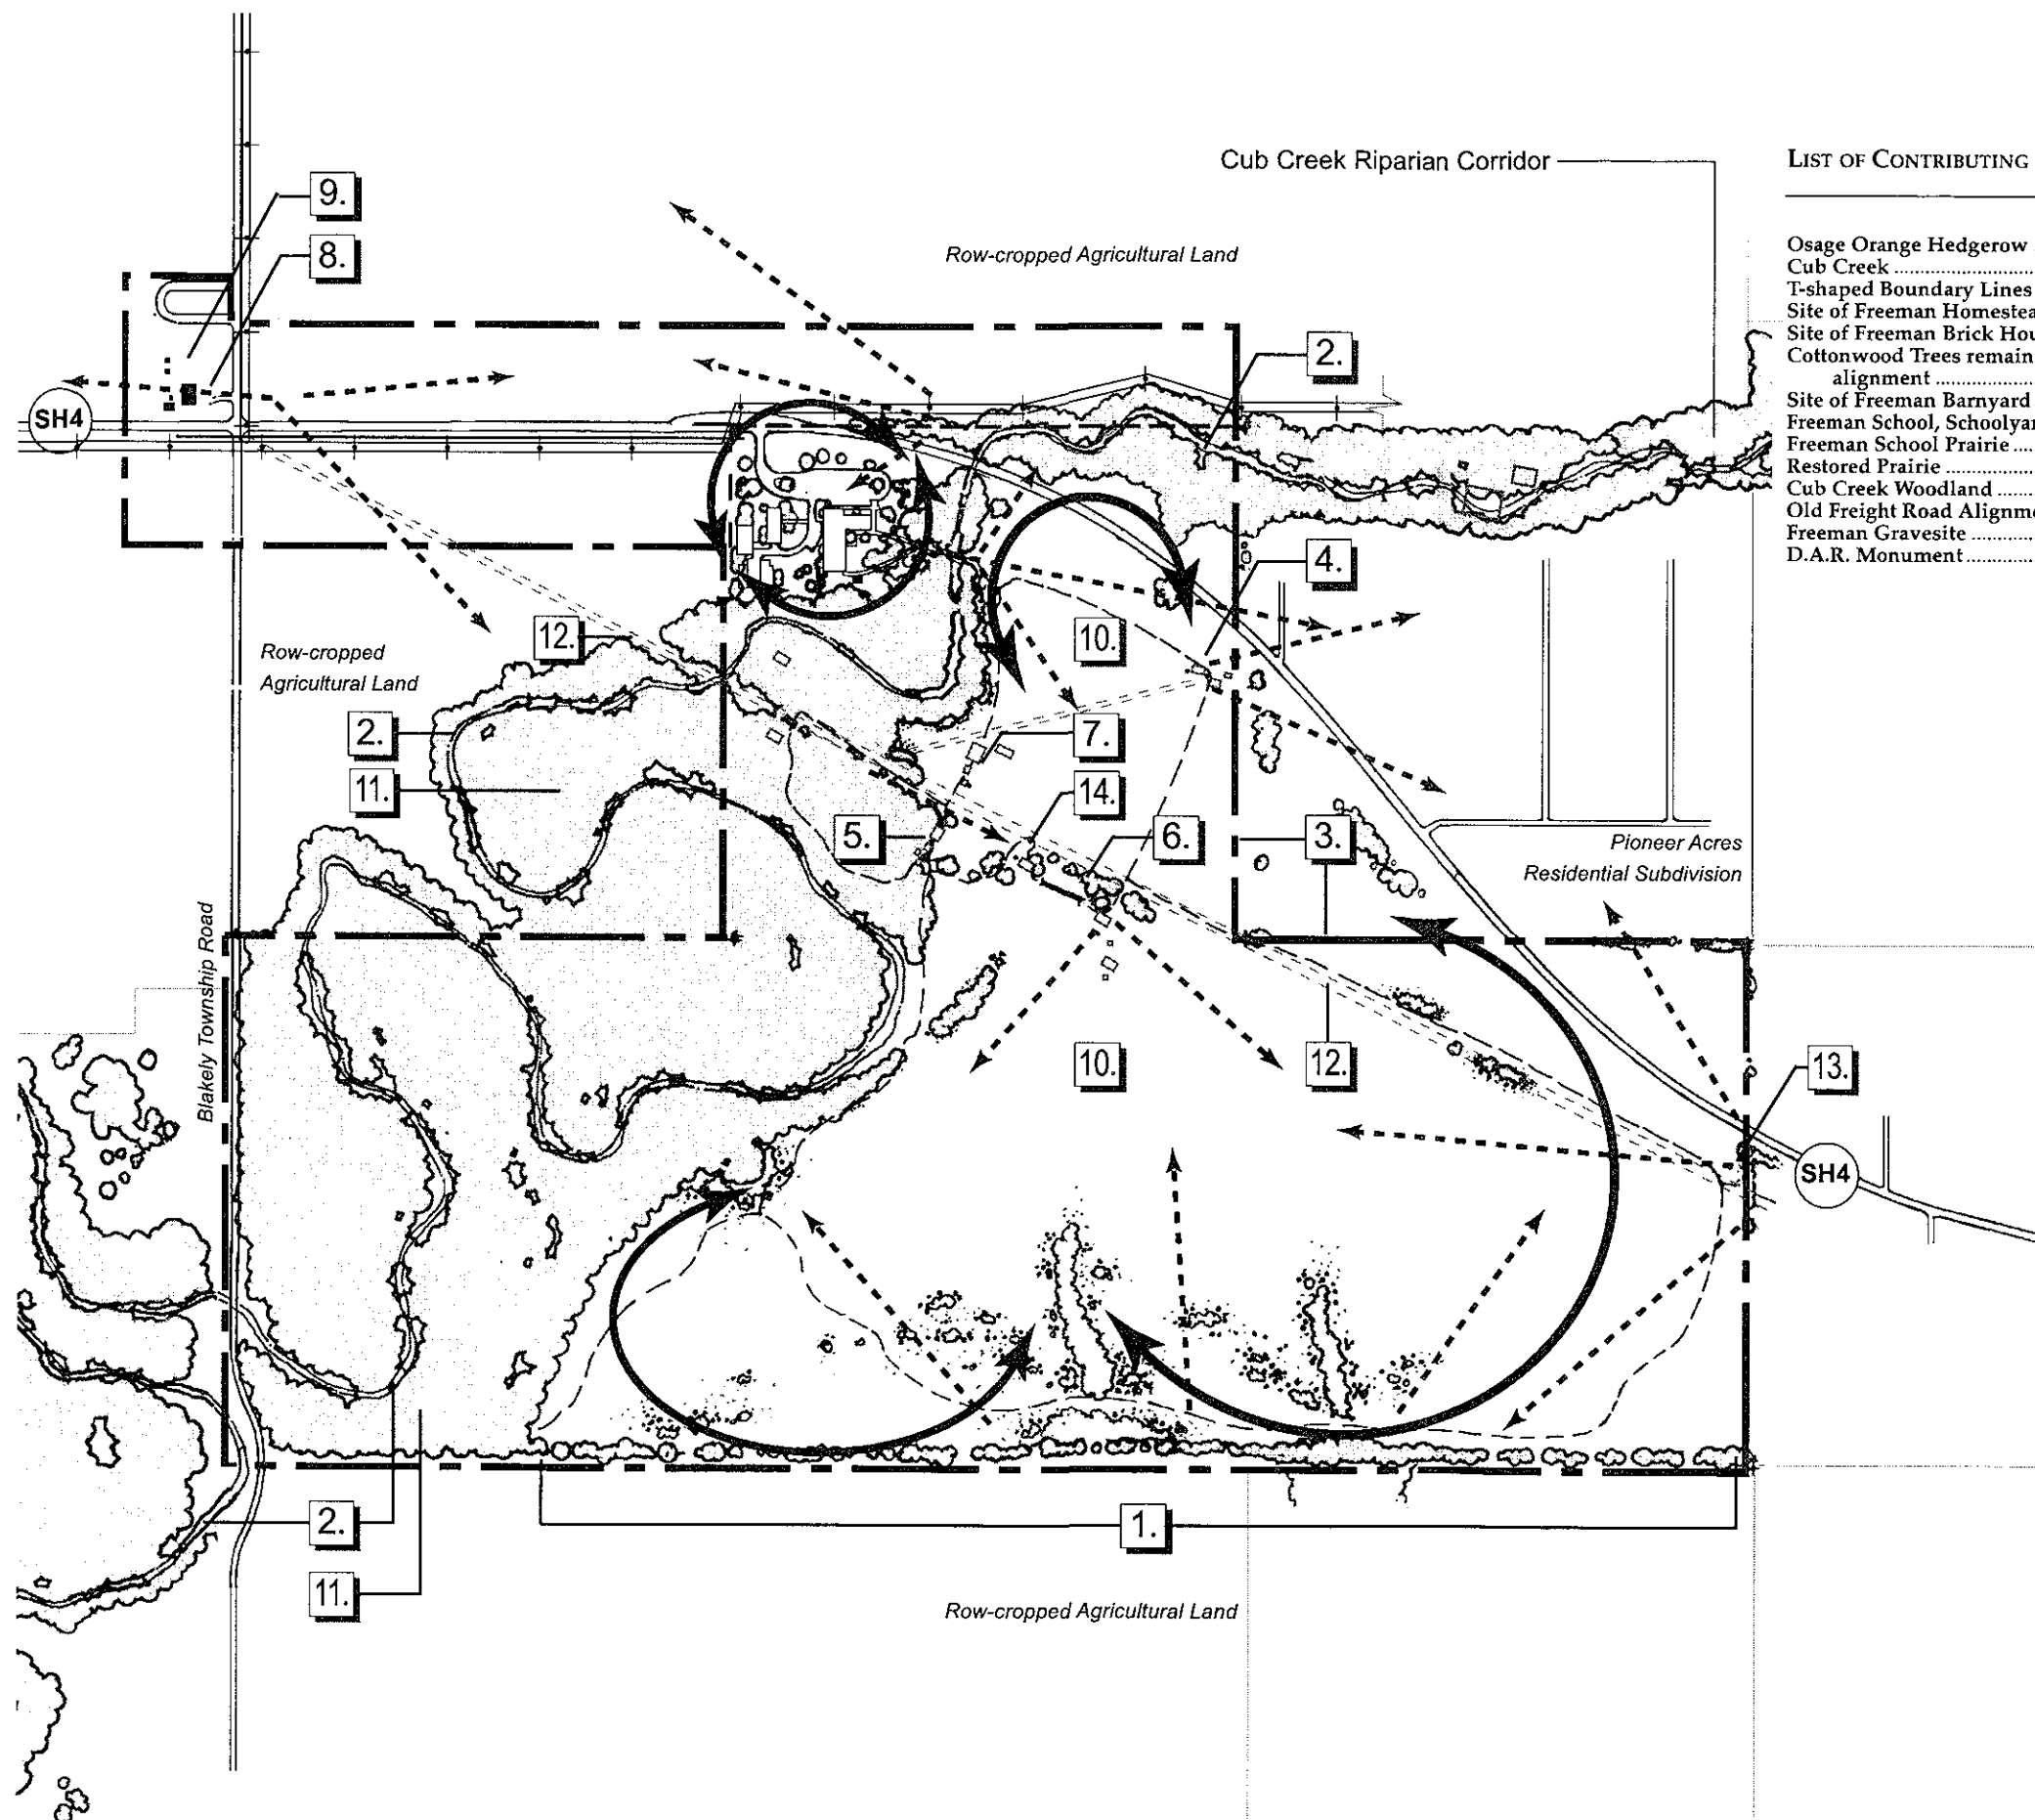 Cub Creek Riparian Corridor
LIST OF CONTRIBUTING
9.
8.
Row-cropped Agricultural Land
Osage Orange Hedgerow
Cub Creek
T-shaped Boundary Lines
Site of Freeman Homestea
Site of Freeman Brick Hou
Cottonwood Trees remain
alignment
Site of Freeman Barnyard
Freeman School, Schoolyar
Freeman School Prairie
Restored Prairie
Cub Creek Woodland
Old Freight Road Alignme
Freeman Gravesite
D.A.R. Monument
2.
SH4
4.
12.
10.
Row-cropped
Agricultural Land
2.
7.
11.
14.
5.
6.
3.
Pioneer Acres
Residential Subdivision
Blakely Township Road
10.
12.
13.
SH4
2.
1.
11.
Row-cropped Agricultural Land